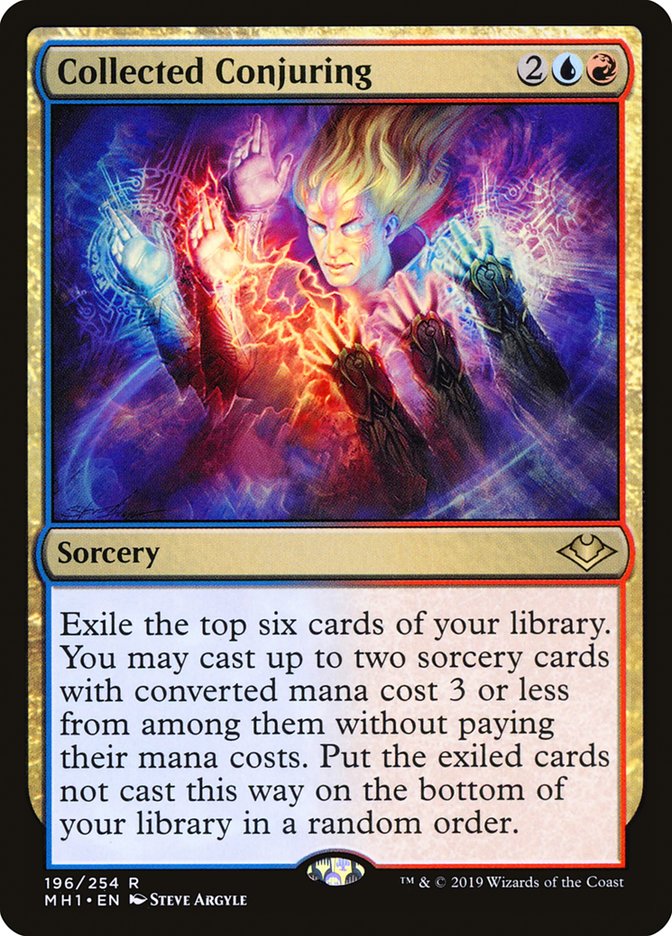 Collected Conjuring 2
Sorcery
Exile the top six cards of your library.
You may cast up to two sorcery cards
with converted mana cost 3 or less
from among them without paying
their mana costs. Put the exiled cards
not cast this way on the bottom of
your library in a random order.
196/254 R
MH1 • EN Steve Argyle
™ & © 2019 Wizards of the Coast